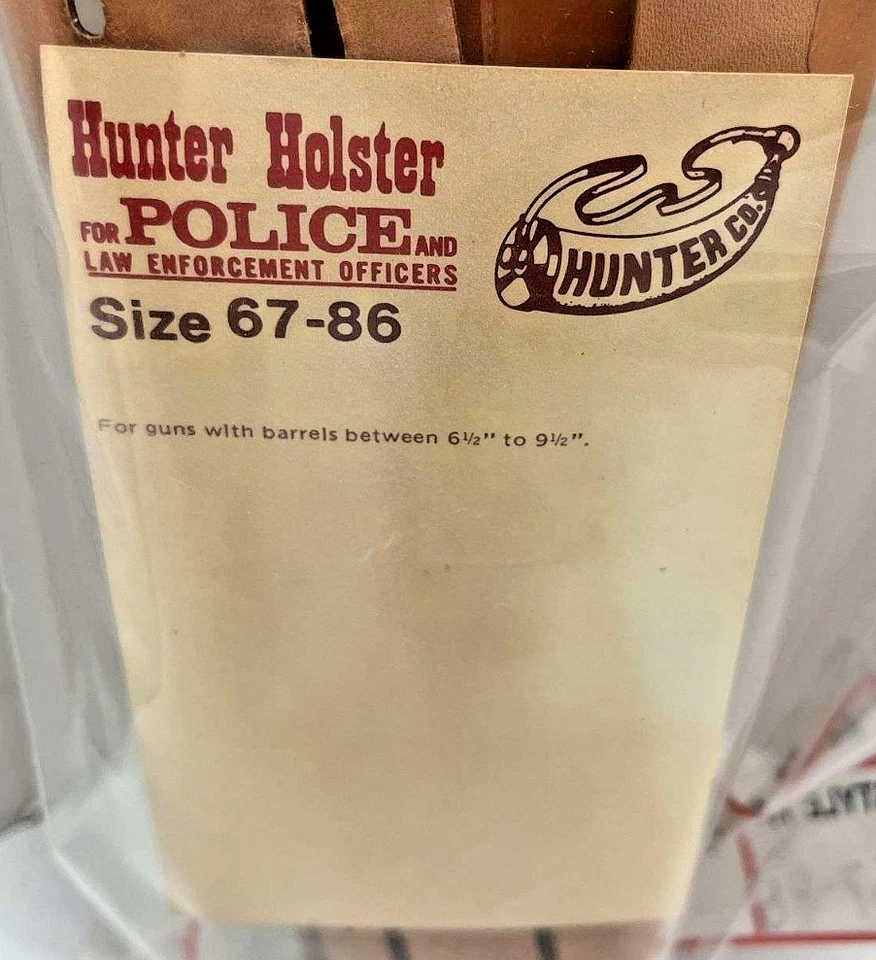 Hunter Holster
FOR POLICE AND
LAW ENFORCEMENT OFFICERS
HUNTER CO.
Size 67-86
For guns with barrels between 6½” to 9½”.